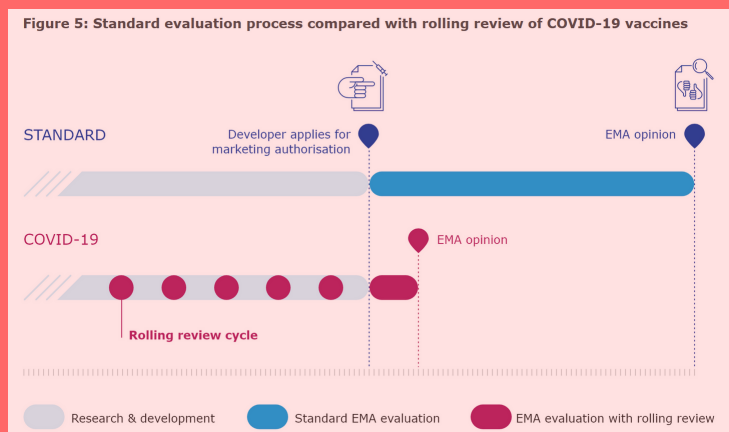 Figure 5: Standard evaluation process compared with rolling review of COVID-19 vaccines
STANDARD
Developer applies for
marketing authorisation
EMA opinion
COVID-19
EMA opinion
Rolling review cycle
Research & development
Standard EMA evaluation
EMA evaluation with rolling review